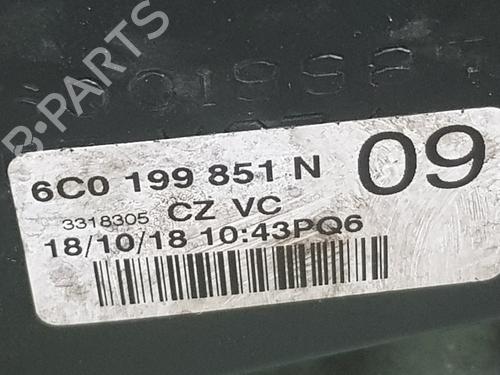 B-PARTS
6C0 199 851 N
09
3318305 CZ VC
18/10/18 10:43PQ6